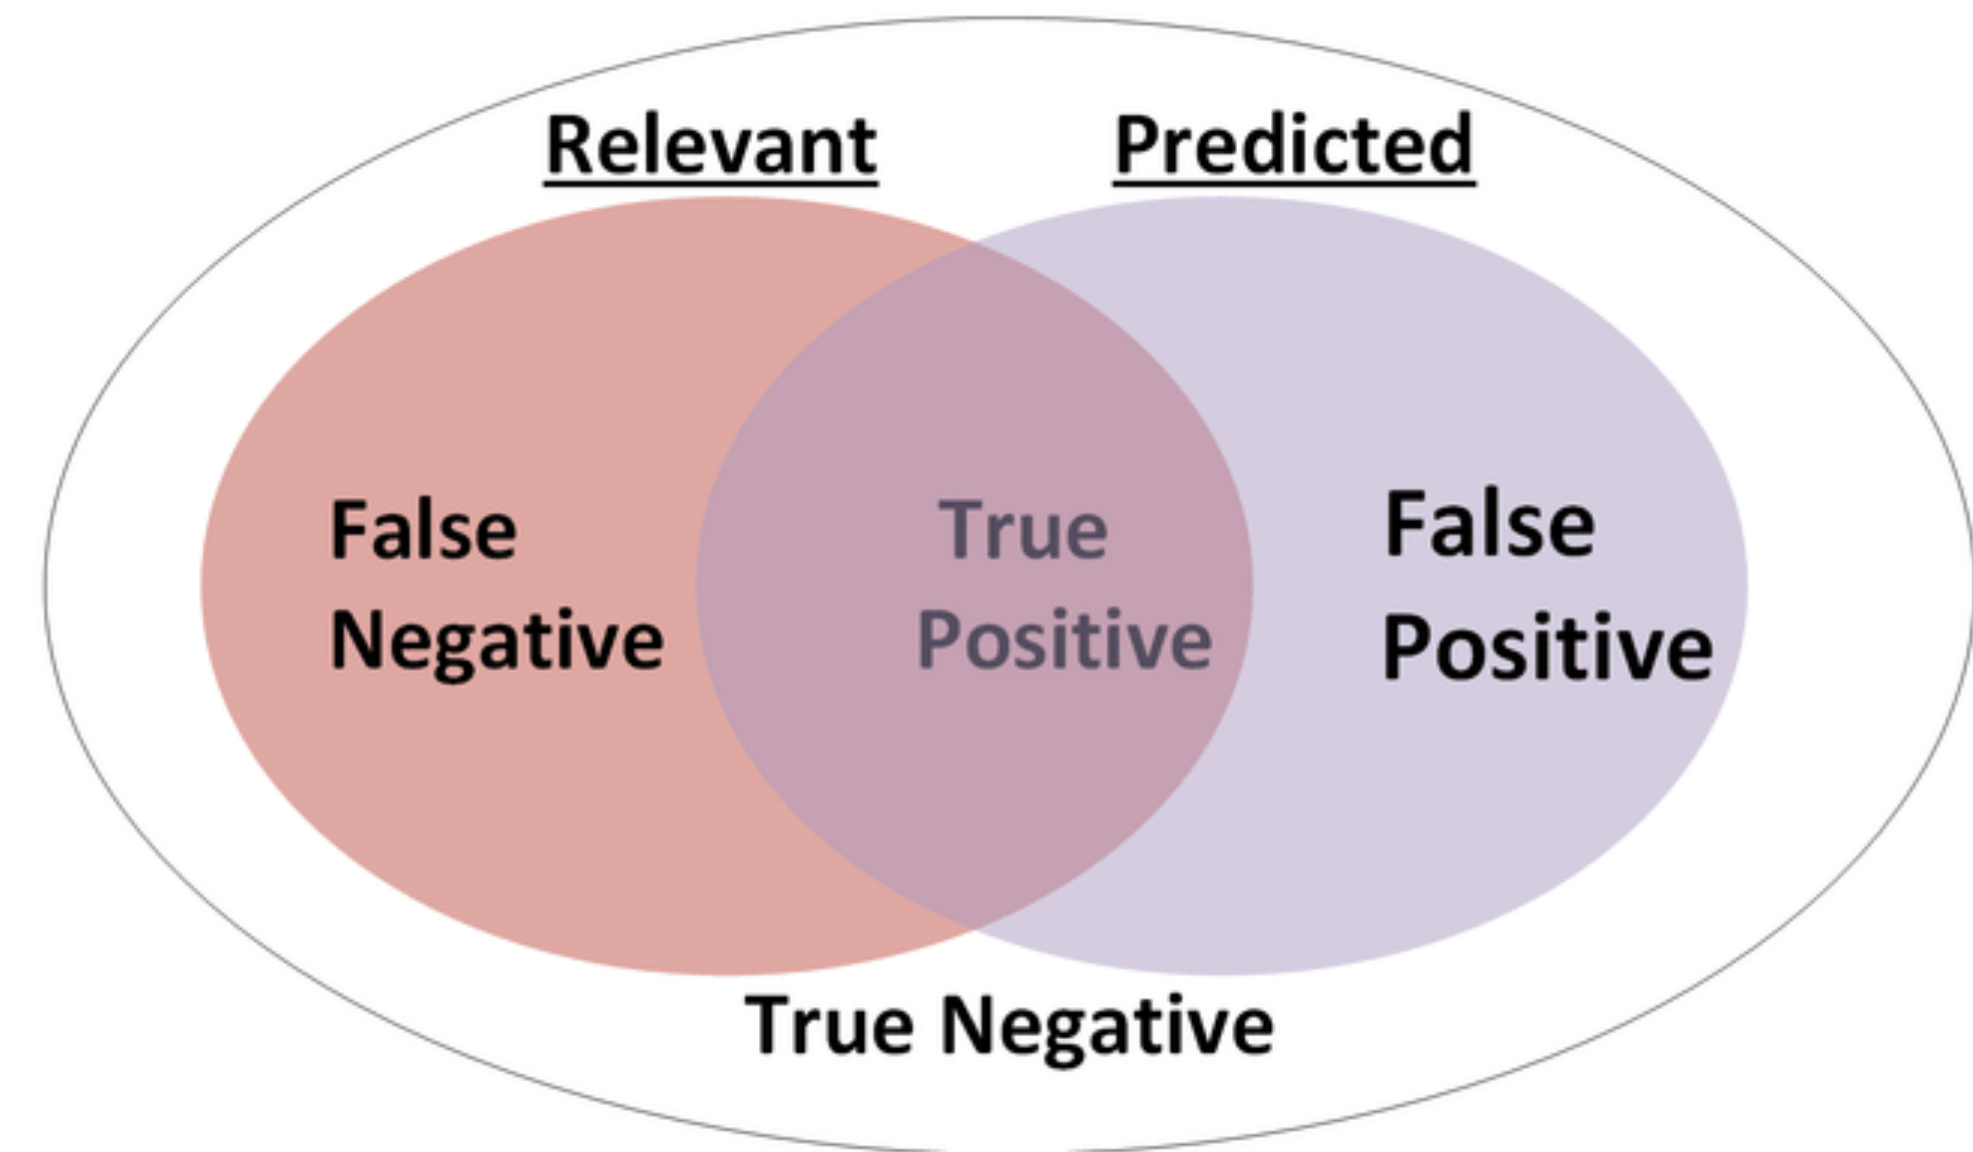 Relevant
Predicted
False
Negative
True
Positive
False
Positive
True Negative